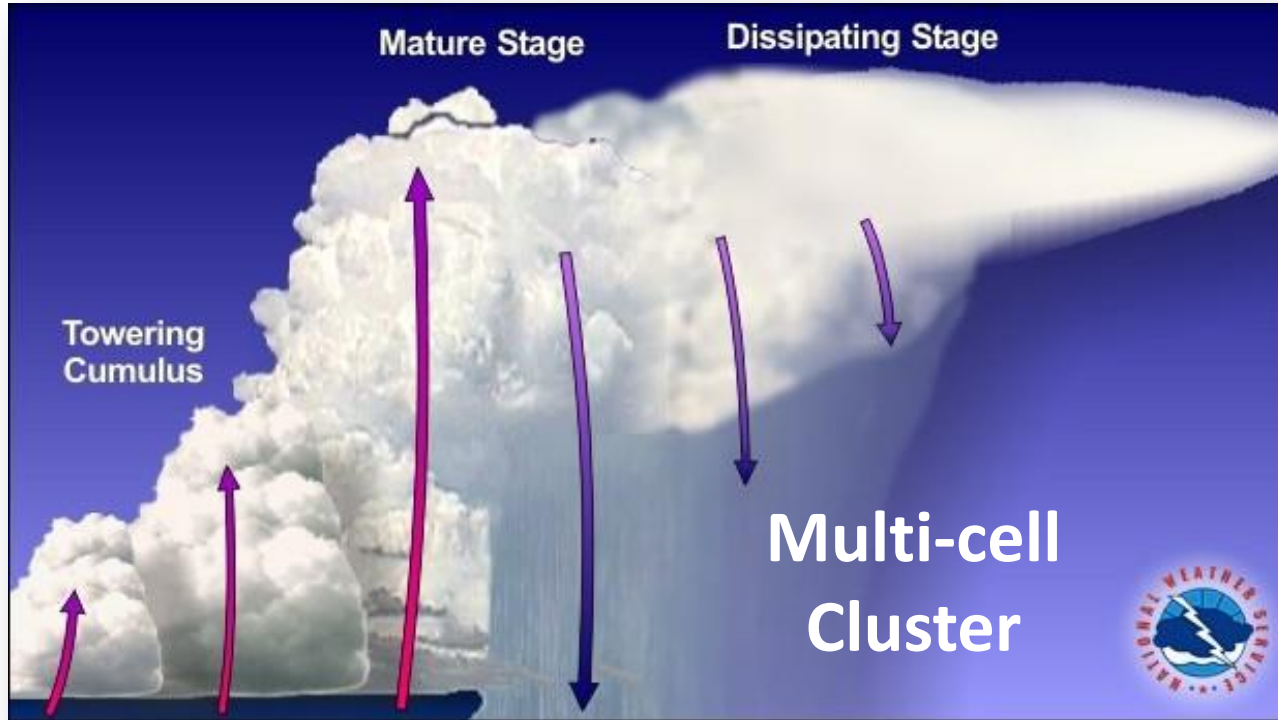 Mature Stage
Dissipating Stage
Towering
Cumulus
Multi-cell
Cluster
NATIONAL WEATHER SERVICE